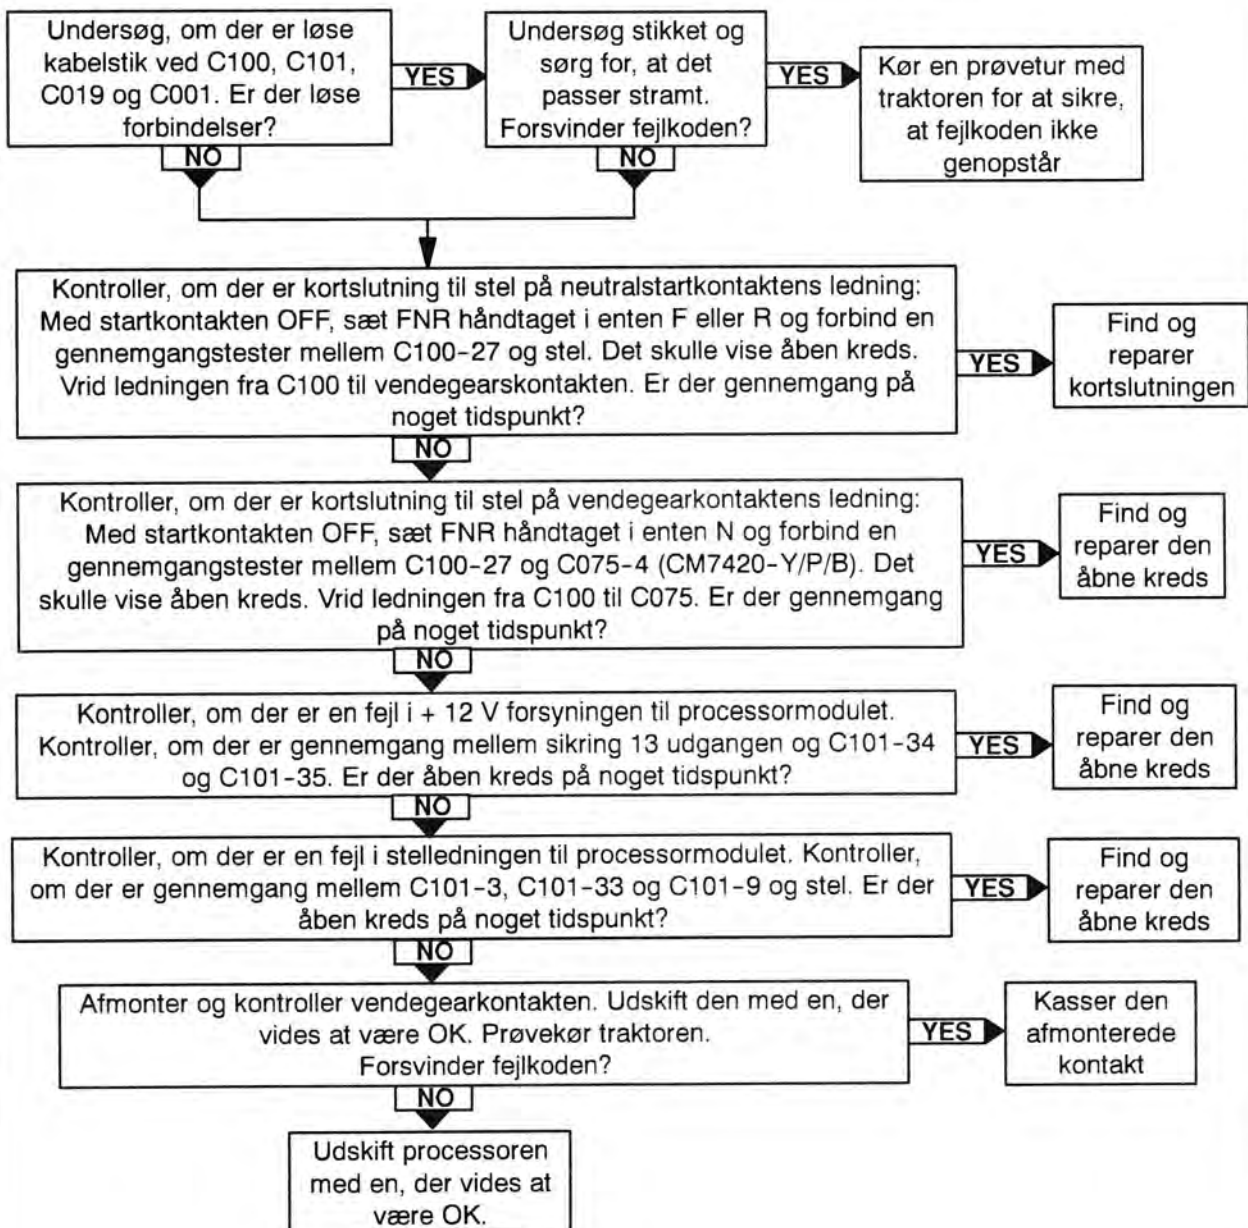 Undersøg, om der er løse
kabelstik ved C100, C101,
C019 og C001. Er der løse
forbindelser?
YES
NO
Undersøg stikket og
sørg for, at det
passer stramt.
Forsvinder fejlkoden?
YES
NO
Kør en prøvetur med
traktoren for at sikre,
at fejlkoden ikke
genopstår
Kontroller, om der er kortslutning til stel på neutralstartkontaktens ledning:
Med startkontakten OFF, sæt FNR håndtaget i enten F eller R og forbind en
gennemgangstester mellem C100-27 og stel. Det skulle vise åben kreds.
Vrid ledningen fra C100 til vendegearskontakten. Er der gennemgang på
noget tidspunkt?
YES
Find og
reparer
kortslutningen
NO
Kontroller, om der er kortslutning til stel på vendegearkontaktens ledning:
Med startkontakten OFF, sæt FNR håndtaget i enten N og forbind en
gennemgangstester mellem C100-27 og C075-4 (CM7420-Y/P/B). Det
skulle vise åben kreds. Vrid ledningen fra C100 til C075. Er der gennemgang
på noget tidspunkt?
YES
Find og
reparer den
åbne kreds
NO
Kontroller, om der er en fejl i + 12 V forsyningen til processormodulet.
Kontroller, om der er gennemgang mellem sikring 13 udgangen og C101-34
og C101-35. Er der åben kreds på noget tidspunkt?
YES
Find og
reparer den
åbne kreds
NO
Kontroller, om der er en fejl i stelledningen til processormodulet. Kontroller,
om der er gennemgang mellem C101-3, C101-33 og C101-9 og stel. Er der
åben kreds på noget tidspunkt?
YES
Find og
reparer den
åbne kreds
NO
Afmonter og kontroller vendegearkontakten. Udskift den med en, der
vides at være OK. Prøvekør traktoren.
Forsvinder fejlkoden?
YES
Kasser den
afmonterede
kontakt
NO
Udskift processoren
med en, der vides at
være OK.